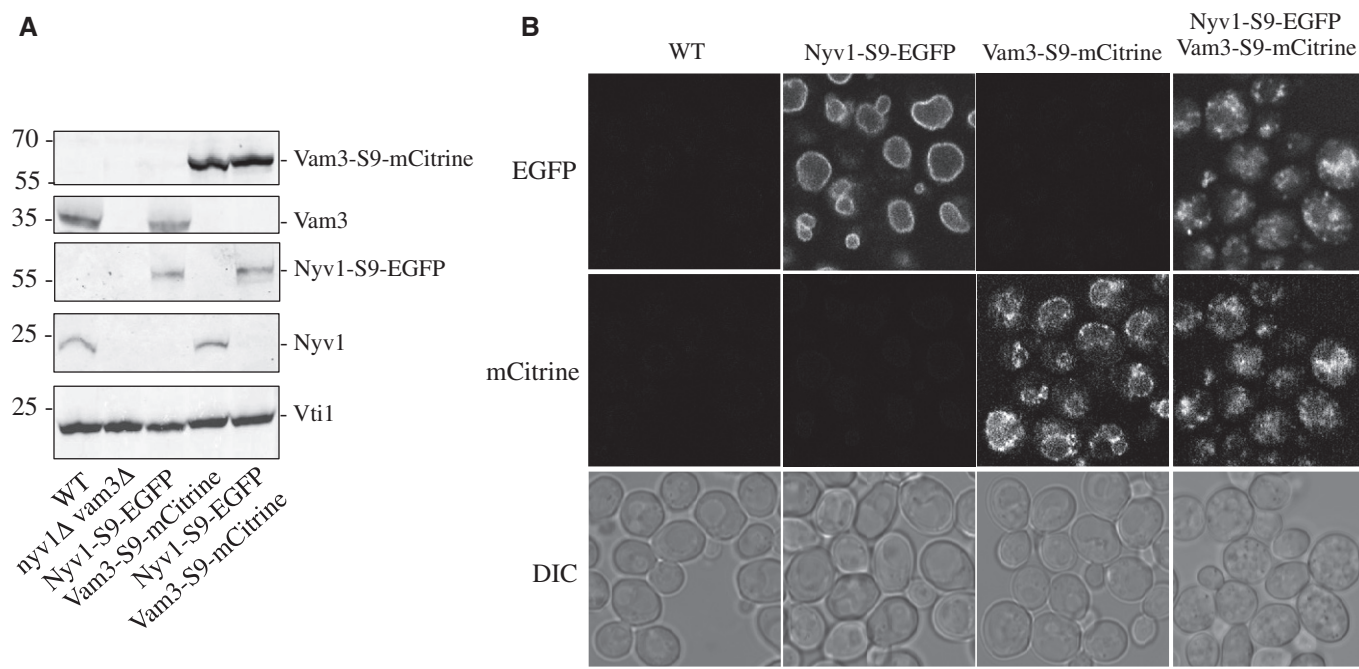 A
70
55
Vam3-S9-mCitrine
35
Vam3
55
Nyv1-S9-EGFP
25
Nyv1
25
Vti1
WT
nyv1Δ vam3Δ
Nyv1-S9-EGFP
Vam3-S9-mCitrine
Nyv1-S9-EGFP
Vam3-S9-mCitrine
B
WT
Nyv1-S9-EGFP
Vam3-S9-mCitrine
Nyv1-S9-EGFP
Vam3-S9-mCitrine
EGFP
mCitrine
DIC